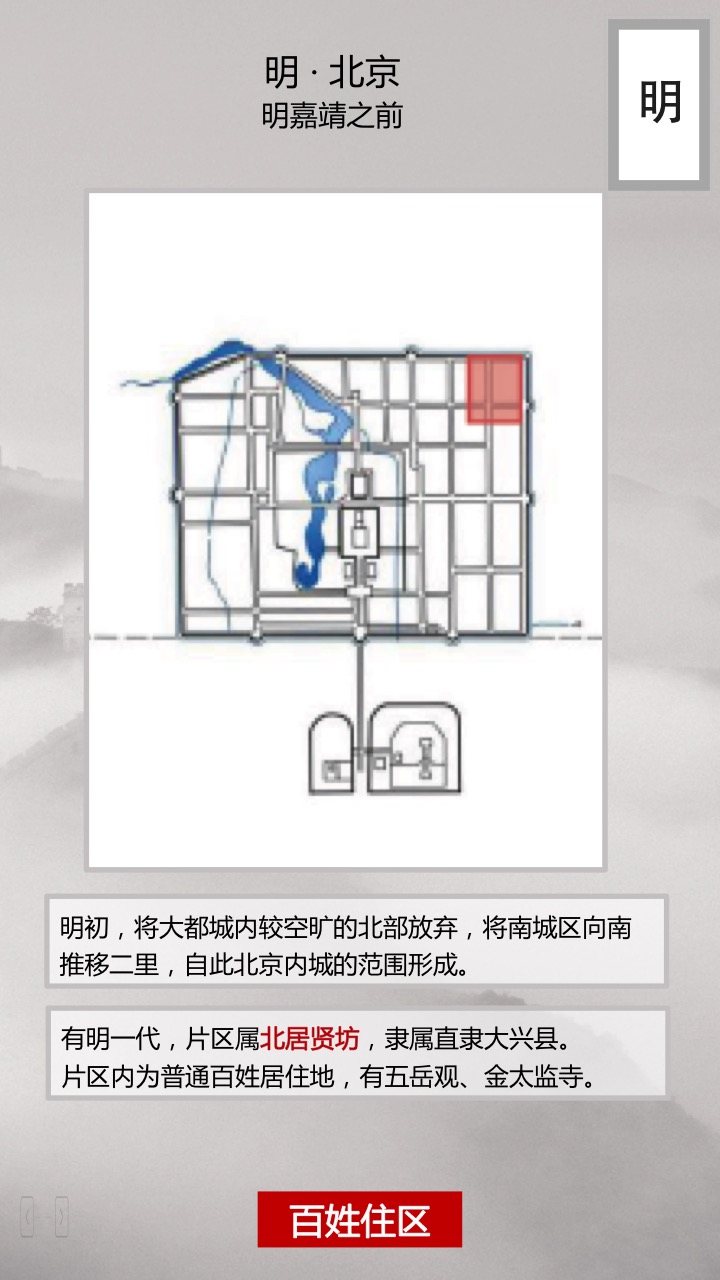 明·北京
明嘉靖之前
明
明初，将大都城内较空旷的北部放弃，将南城区向南
推移二里，自此北京内城的范围形成。
有明一代，片区属北居贤坊，隶属直隶大兴县。
片区内为普通百姓居住地，有五岳观、金太监寺。
百姓住区